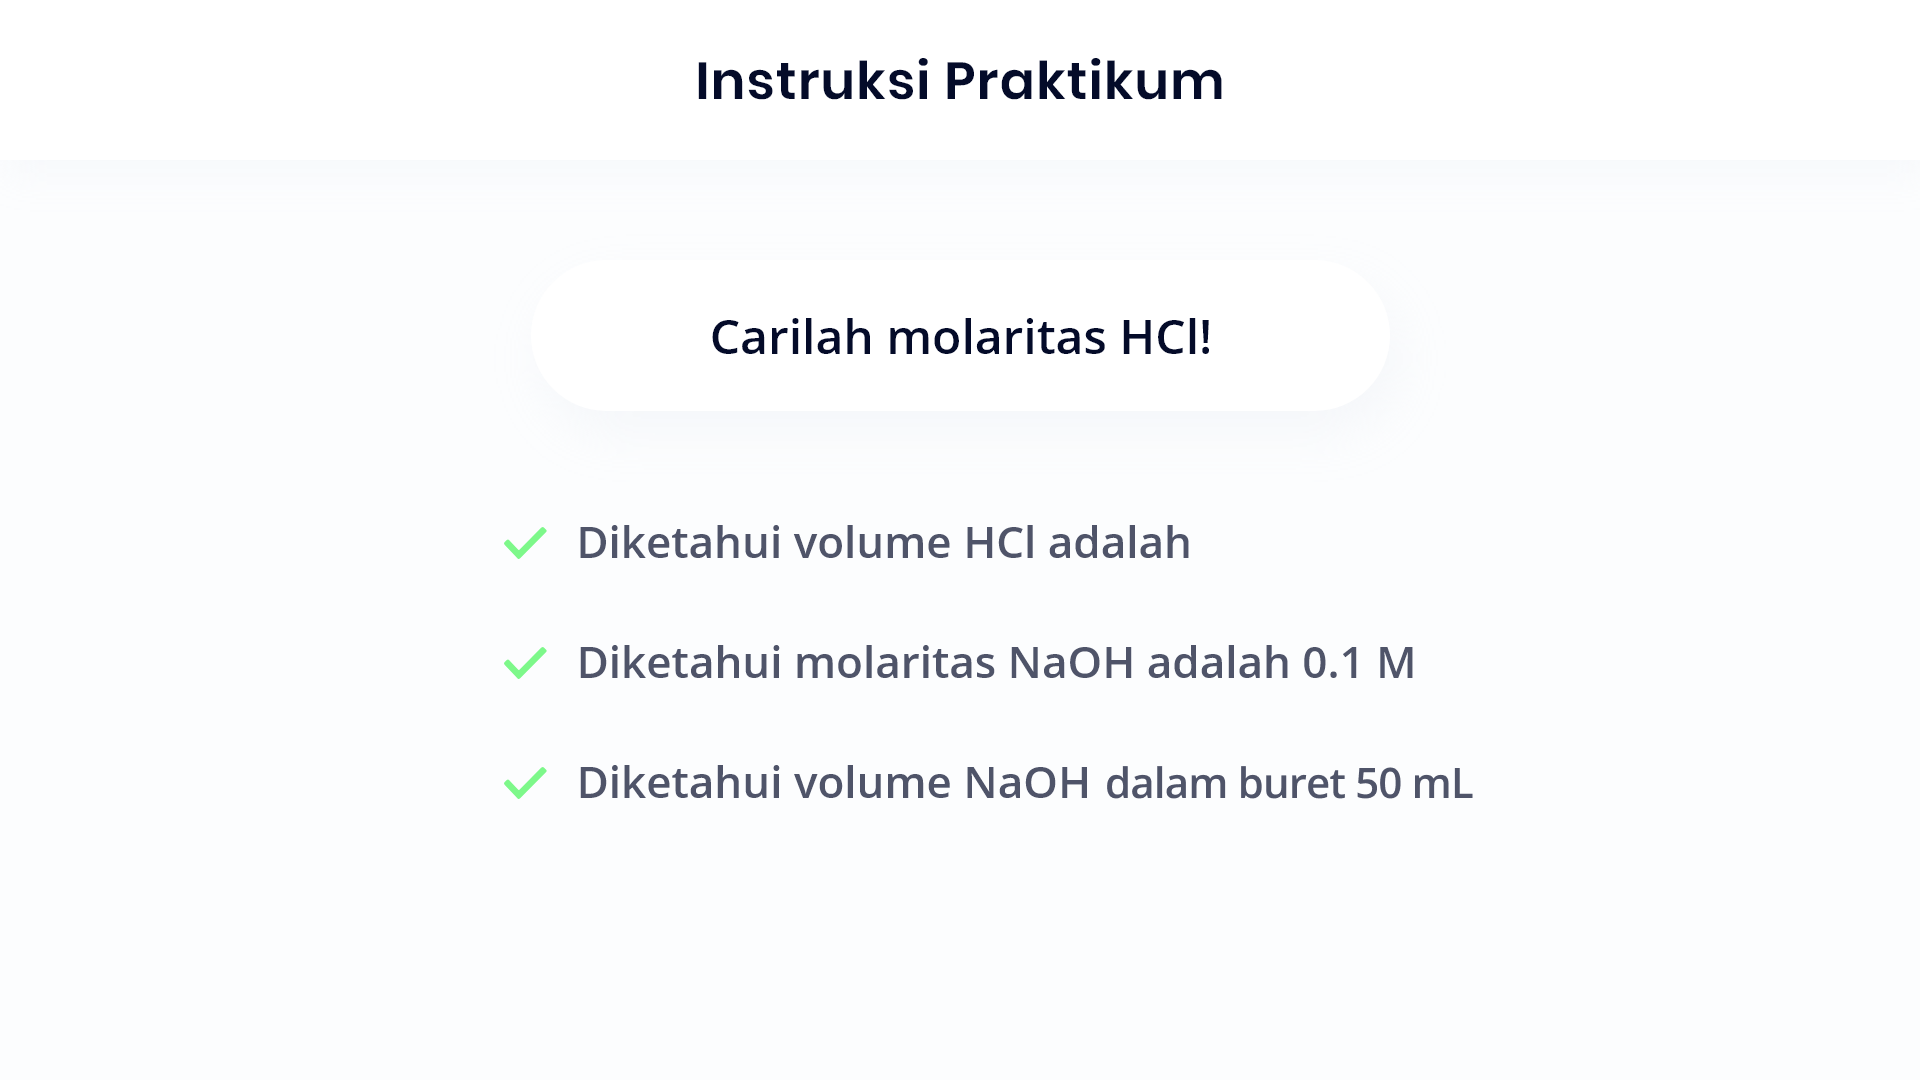 Instruksi Praktikum
Carilah molaritas HCl!
Diketahui volume HCl adalah
Diketahui molaritas NaOH adalah 0.1 M
Diketahui volume NaOH dalam buret 50 mL